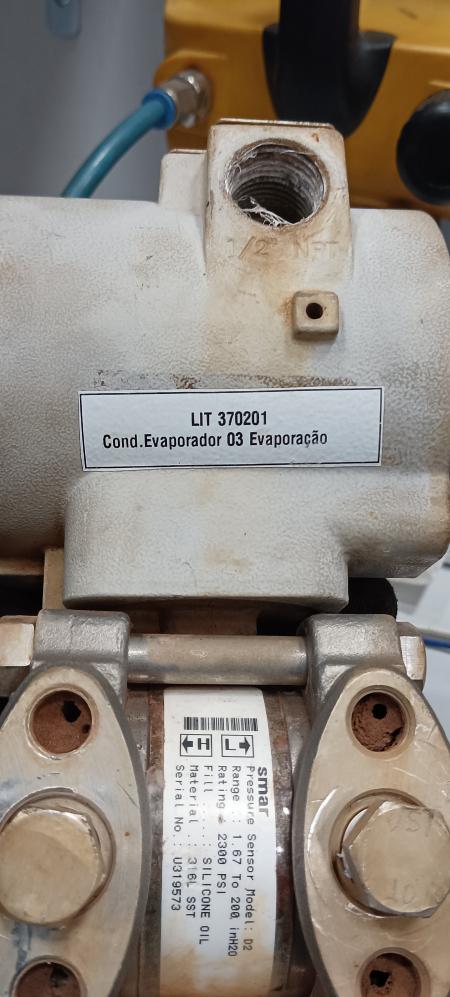 1/2" NPT
LIT 370201
Cond.Evaporador 03 Evaporação
smar
Pressure Sensor Model: D2
Range : 1.67 To 200 inH2O
Rating : 2300 PSI
Fill : SILICONE OIL
Material : 316L SST
Serial No.: U319573
H
L